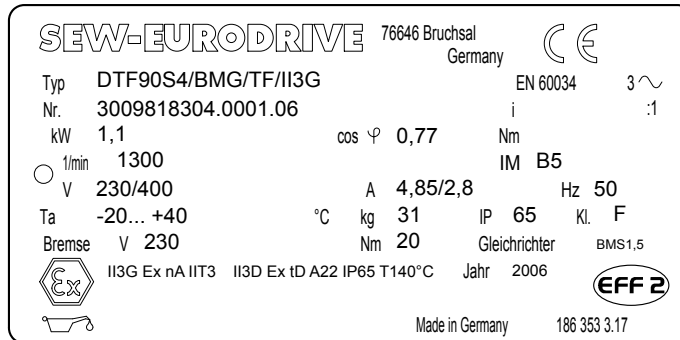 SEW-EURODRIVE 76646 Bruchsal Germany CE
Typ DTF90S4/BMG/TF/II3G EN 60034 3～
Nr. 3009818304.0001.06 i :1
kW 1,1 cos φ 0,77 Nm
1/min 1300 IM B5
V 230/400 A 4,85/2,8 Hz 50
Ta -20... +40 °C kg 31 IP 65 Kl. F
Bremse V 230 Nm 20 Gleichrichter BMS1,5
Ex II3G Ex nA IIT3 II3D Ex tD A22 IP65 T140°C Jahr 2006 EFF 2
Made in Germany 186 353 3.17